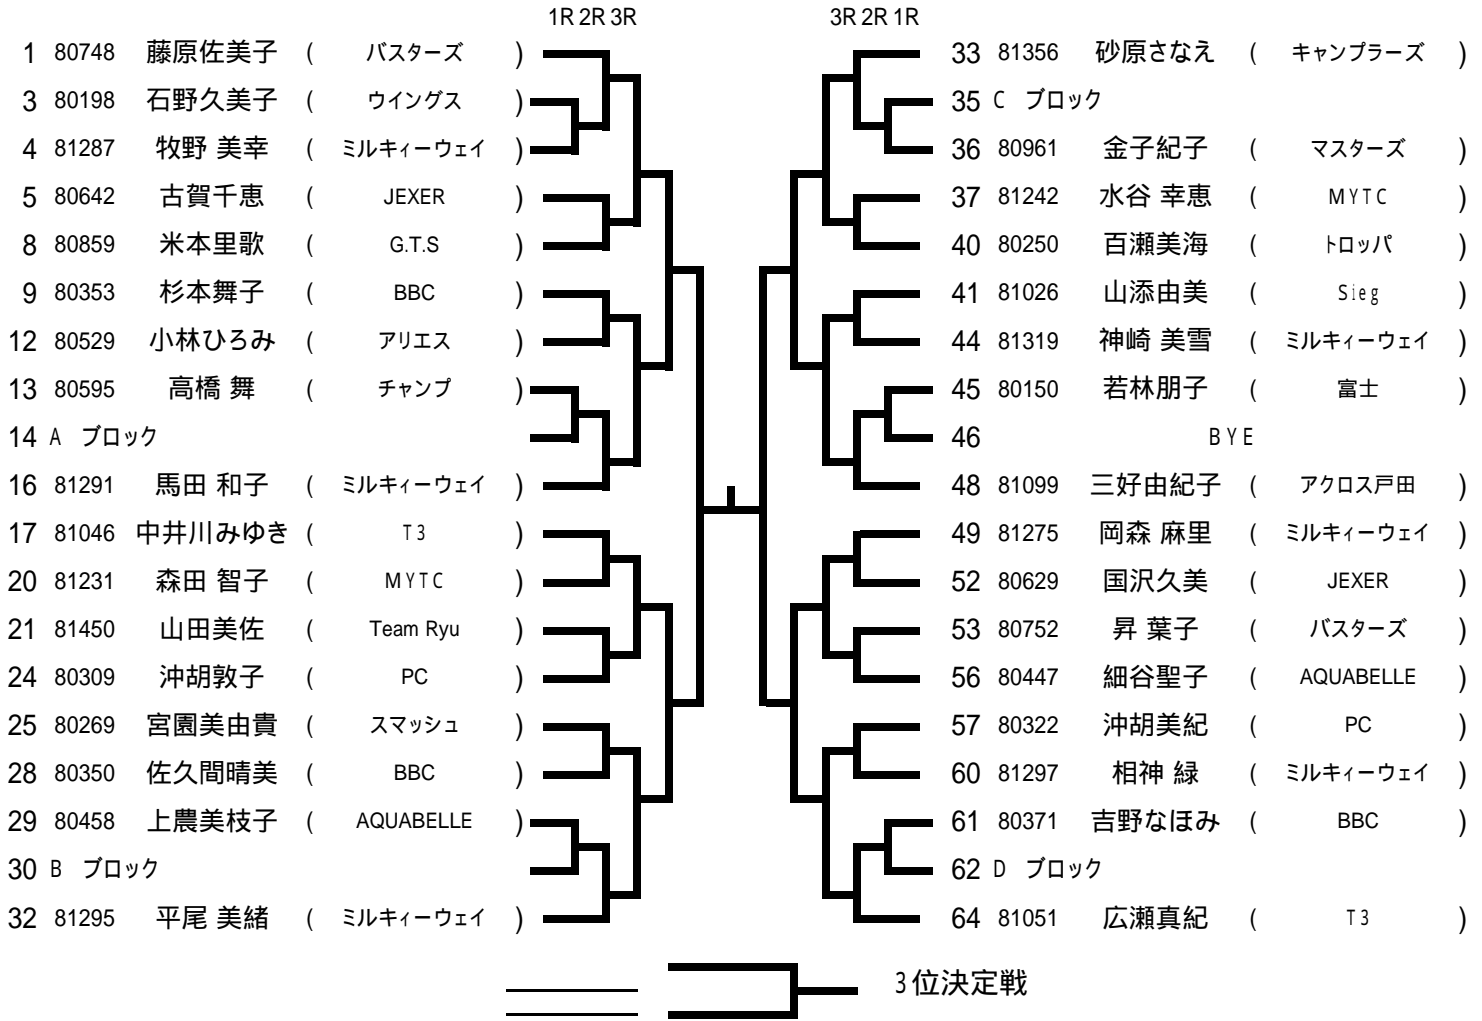 1R 2R 3R
1 80748 藤原佐美子 ( バスターズ )
3 80198 石野久美子 ( ウイングス )
4 81287 牧野 美幸 ( ミルキィーウェイ )
5 80642 古賀千恵 ( JEXER )
8 80859 米本里歌 ( G.T.S )
9 80353 杉本舞子 ( BBC )
12 80529 小林ひろみ ( アリエス )
13 80595 高橋 舞 ( チャンプ )
14 A ブロック
16 81291 馬田 和子 ( ミルキィーウェイ )
17 81046 中井川みゆき ( T3 )
20 81231 森田 智子 ( MYTC )
21 81450 山田美佐 ( Team Ryu )
24 80309 沖胡敦子 ( PC )
25 80269 宮園美由貴 ( スマッシュ )
28 80350 佐久間晴美 ( BBC )
29 80458 上農美枝子 ( AQUABELLE )
30 B ブロック
32 81295 平尾 美緒 ( ミルキィーウェイ )
3R 2R 1R
33 81356 砂原さなえ ( キャンプラーズ )
35 C ブロック
36 80961 金子紀子 ( マスターズ )
37 81242 水谷 幸恵 ( MYTC )
40 80250 百瀬美海 ( トロッパ )
41 81026 山添由美 ( Sieg )
44 81319 神崎 美雪 ( ミルキィーウェイ )
45 80150 若林朋子 ( 富士 )
46 BYE
48 81099 三好由紀子 ( アクロス戸田 )
49 81275 岡森 麻里 ( ミルキィーウェイ )
52 80629 国沢久美 ( JEXER )
53 80752 昇 葉子 ( バスターズ )
56 80447 細谷聖子 ( AQUABELLE )
57 80322 沖胡美紀 ( PC )
60 81297 相神 緑 ( ミルキィーウェイ )
61 80371 吉野なほみ ( BBC )
62 D ブロック
64 81051 広瀬真紀 ( T3 )
3位決定戦